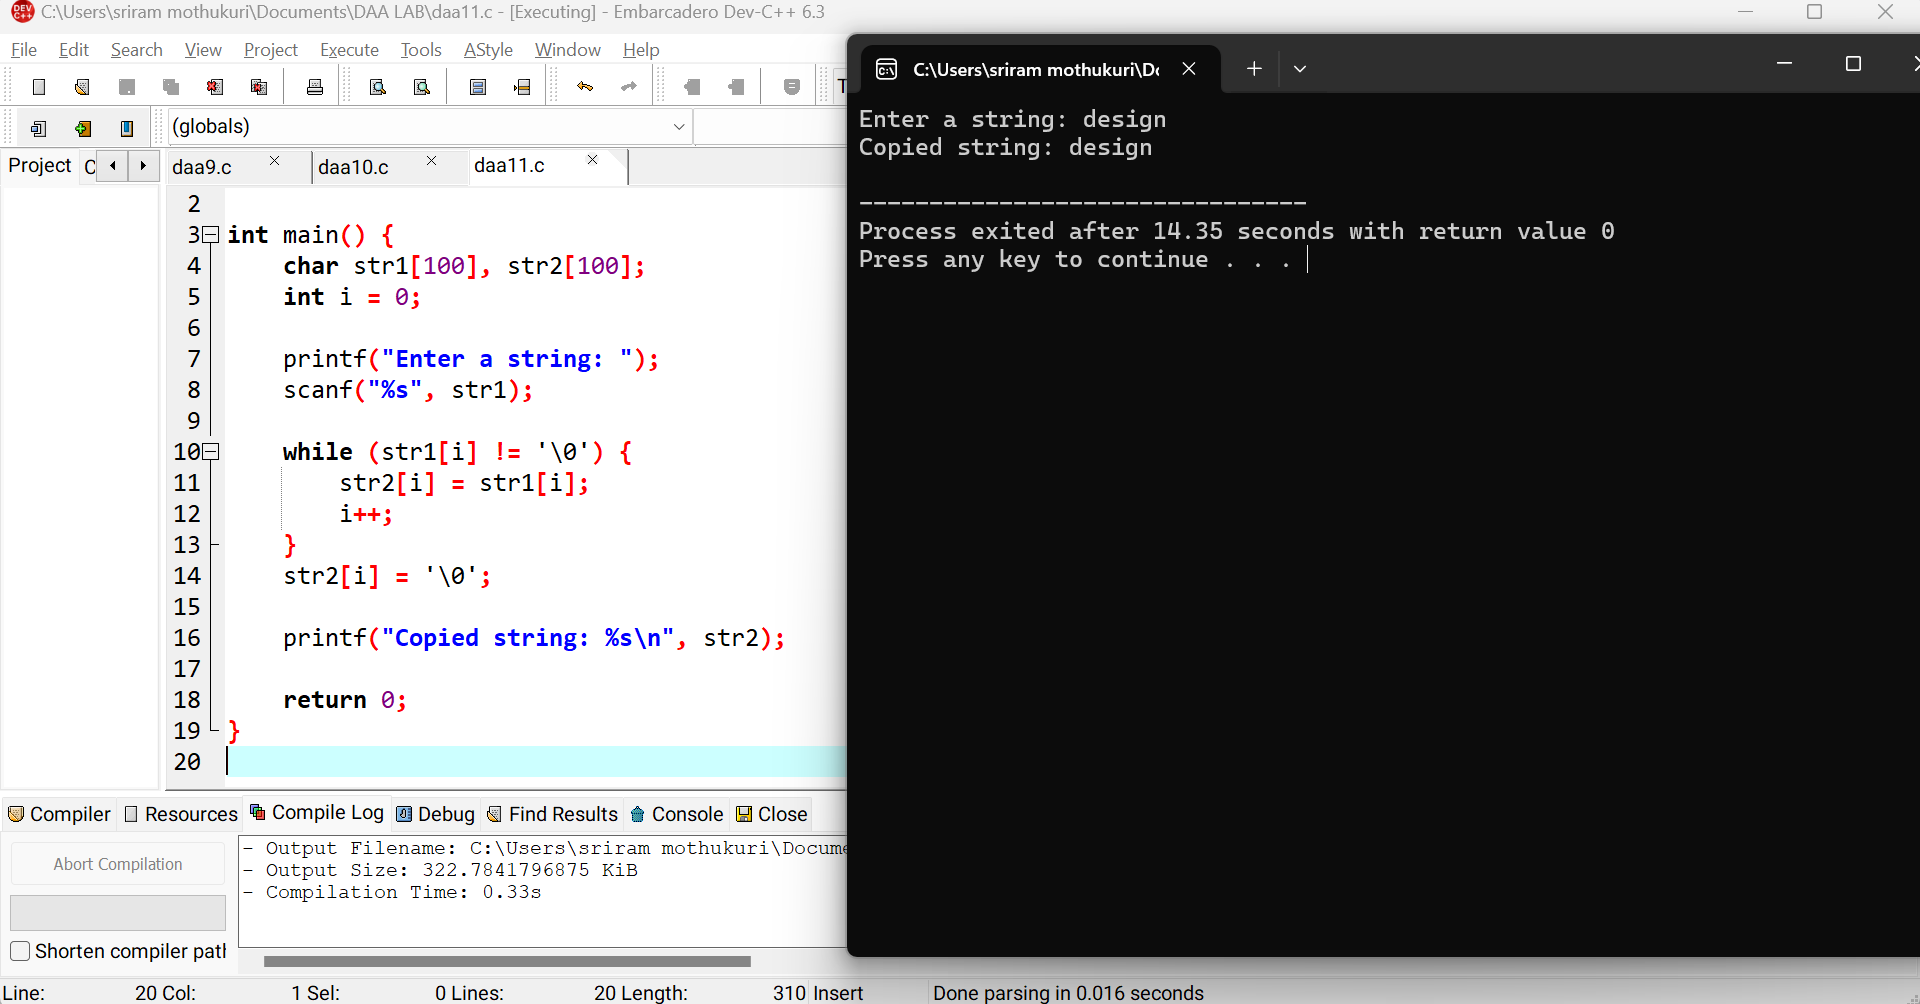 C:\Users\sriram mothukuri\Documents\DAA LAB\daa11.c - [Executing] - Embarcadero Dev-C++ 6.3
File Edit Search View Project Execute Tools AStyle Window Help
(globals)
Project
daa9.c
daa10.c
daa11.c
2
3 int main() {
4 char str1[100], str2[100];
5 int i = 0;
6
7 printf("Enter a string: ");
8 scanf("%s", str1);
9
10 while (str1[i] != '\0') {
11 str2[i] = str1[i];
12 i++;
13 }
14 str2[i] = '\0';
15
16 printf("Copied string: %s\n", str2);
17
18 return 0;
19 }
20
C:\Users\sriram mothukuri\Do
Enter a string: design
Copied string: design
--------------------------------
Process exited after 14.35 seconds with return value 0
Press any key to continue . . .
Compiler Resources Compile Log Debug Find Results Console Close
Abort Compilation
Shorten compiler path
- Output Filename: C:\Users\sriram mothukuri\Docume
- Output Size: 322.7841796875 KiB
- Compilation Time: 0.33s
Line: 20 Col: 1 Sel: 0 Lines: 20 Length: 310 Insert Done parsing in 0.016 seconds